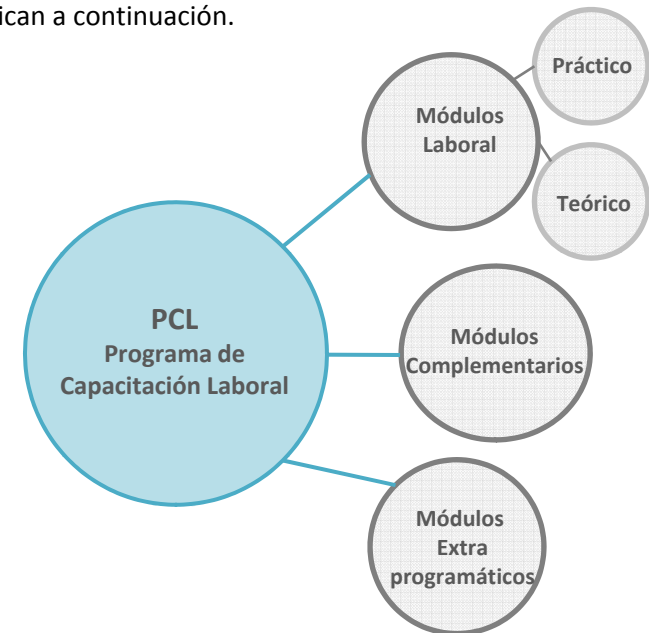 ican a continuación.
Práctico
Módulos
Laboral
Teórico
PCL
Programa de
Capacitación Laboral
Módulos
Complementarios
Módulos
Extra
programáticos